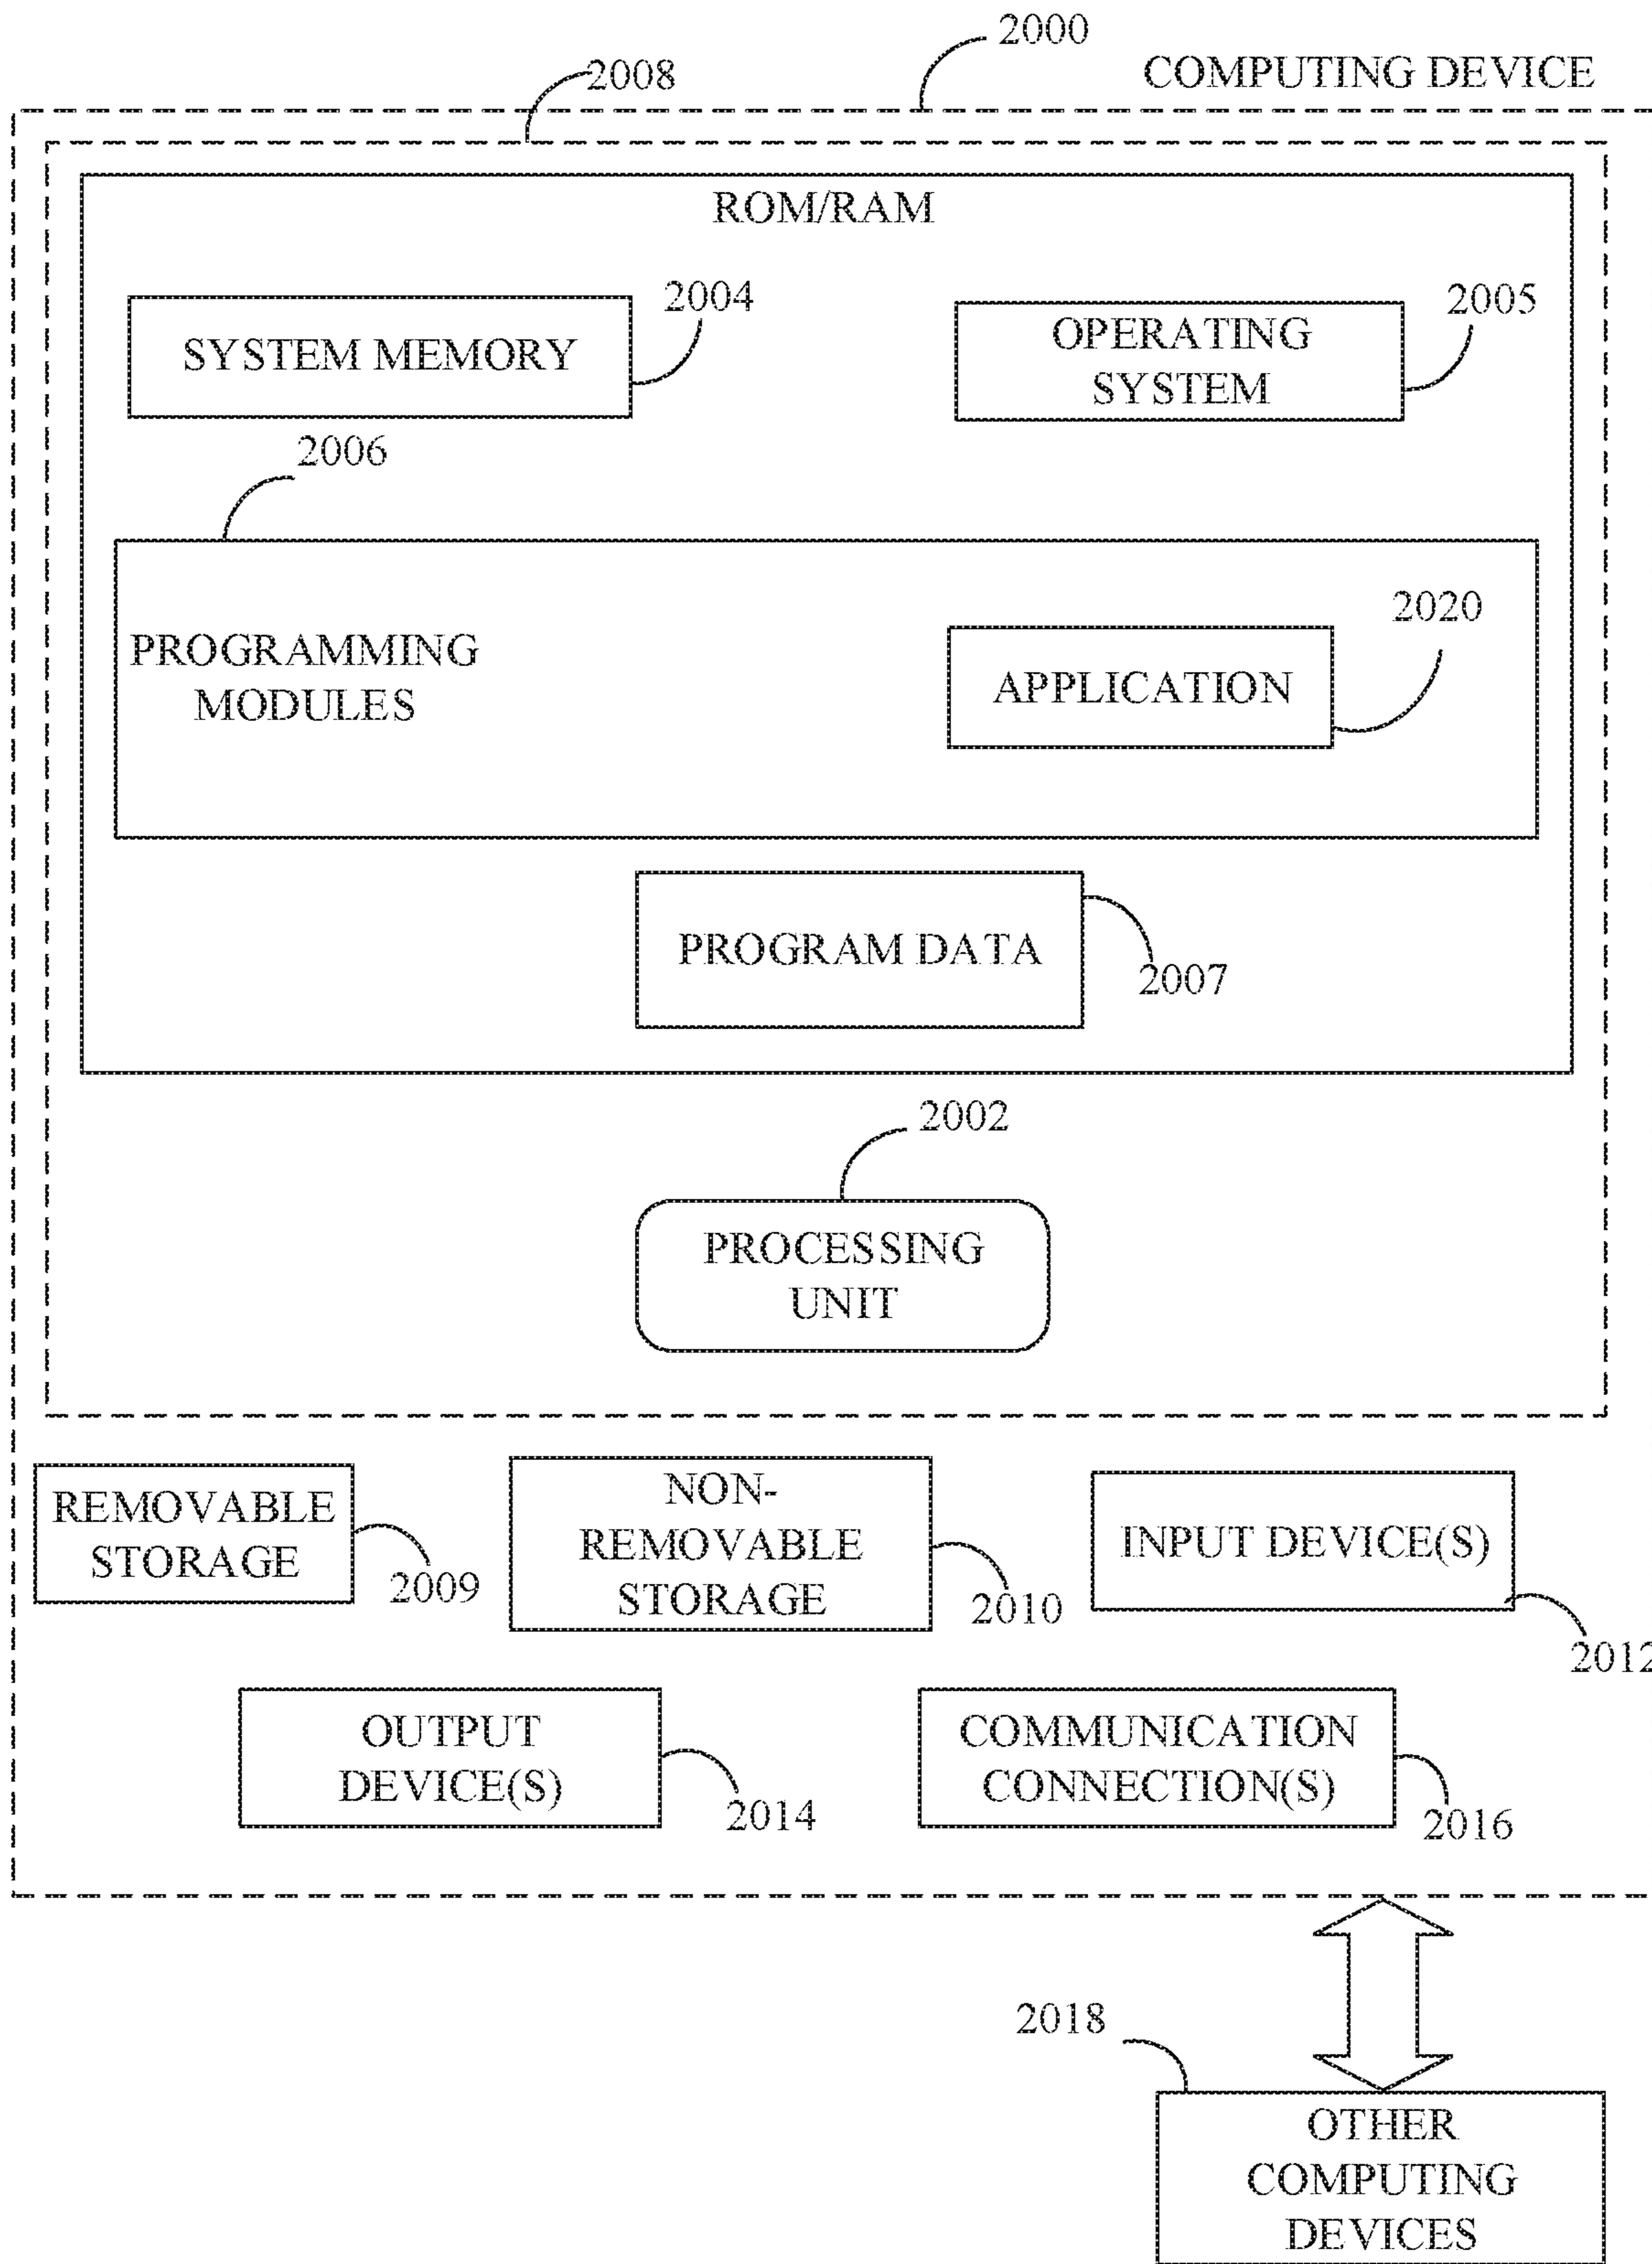 2000
COMPUTING DEVICE
2008
ROM/RAM
SYSTEM MEMORY
2004
OPERATING
SYSTEM
2005
2006
PROGRAMMING
MODULES
APPLICATION
2020
PROGRAM DATA
2007
2002
PROCESSING
UNIT
REMOVABLE
STORAGE
2009
NON-
REMOVABLE
STORAGE
2010
INPUT DEVICE(S)
2012
OUTPUT
DEVICE(S)
2014
COMMUNICATION
CONNECTION(S)
2016
2018
OTHER
COMPUTING
DEVICES